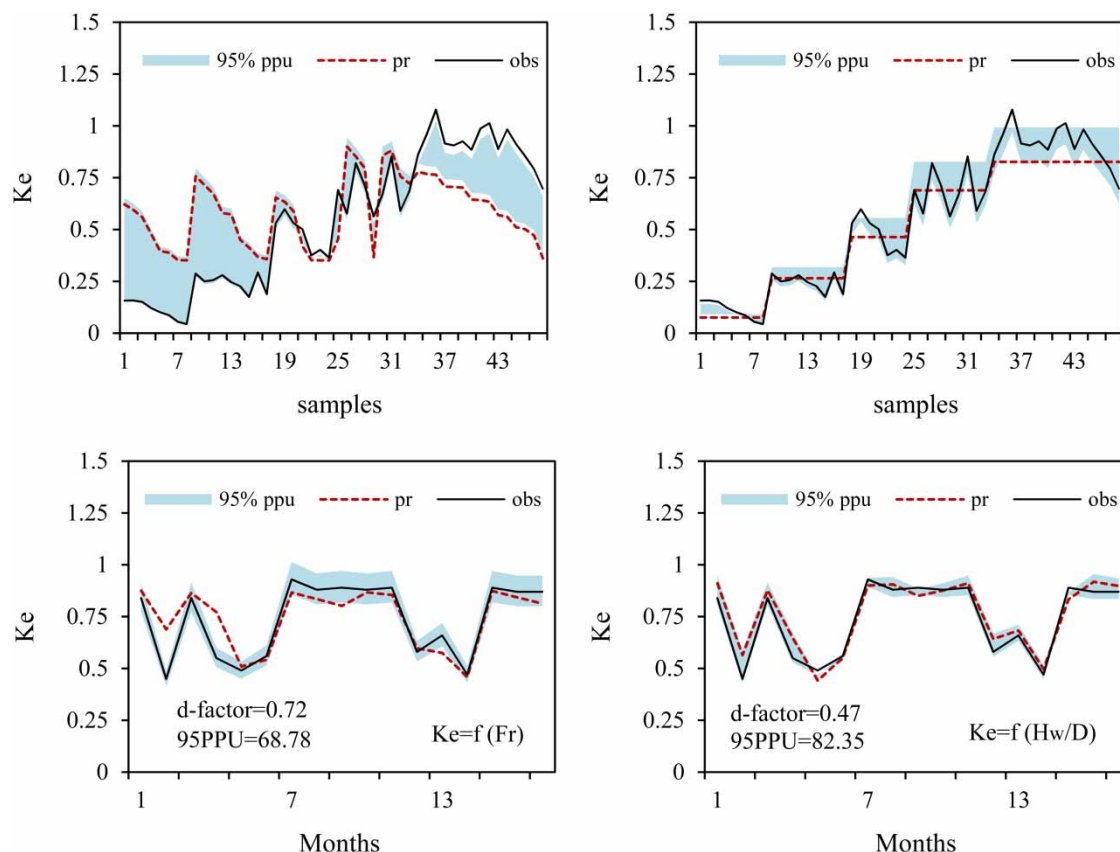 1.5
1.25
1
0.75
0.5
0.25
0
Ke
95% ppu pr obs
1 7 13 19 25 31 37 43
samples
1.5
1.25
1
0.75
0.5
0.25
0
Ke
95% ppu pr obs
1 7 13 19 25 31 37 43
samples
1.5
1.25
1
0.75
0.5
0.25
0
Ke
95% ppu pr obs
d-factor=0.72
95PPU=68.78
Ke=f (Fr)
1 7 13
Months
1.5
1.25
1
0.75
0.5
0.25
0
Ke
95% ppu pr obs
d-factor=0.47
95PPU=82.35
Ke=f (Hw/D)
1 7 13
Months